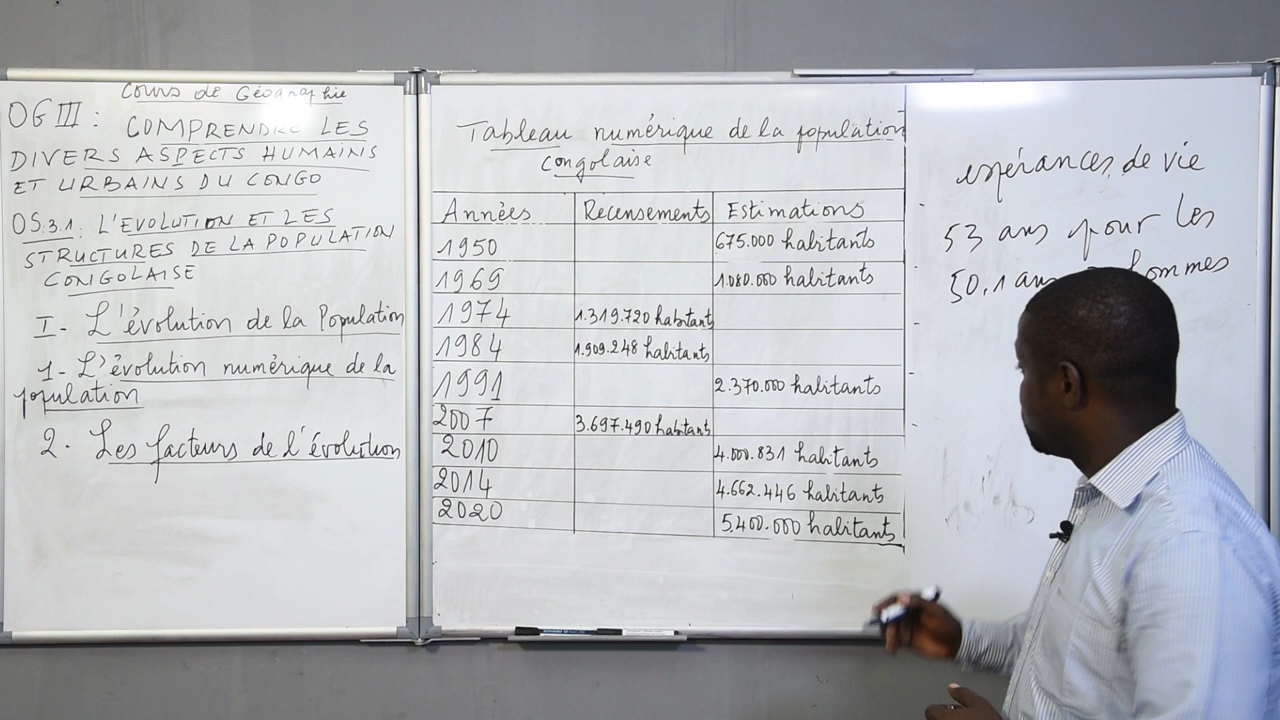 Cours de Géographie
OG III : COMPRENDRE LES
DIVERS ASPECTS HUMAINS
ET URBAINS DU CONGO
OS.3.1. L'EVOLUTION ET LES
STRUCTURES DE LA POPULATION
CONGOLAISE
I- L'évolution de la Population
1- L'évolution numérique de la
population
2. Les facteurs de l'évolution
Tableau numérique de la population
Congolaise
Années Recensements Estimations
1950 675.000 habitants
1969 1.080.000 habitants
1974 1.319.720 habitants
1984 1.909.248 habitants
1991 2.370.000 habitants
2007 3.697.490 habitants
2010 4.000.831 habitants
2014 4.662.446 habitants
2020 5.400.000 habitants
espérances de vie
53 ans pour les
50,1 ans hommes